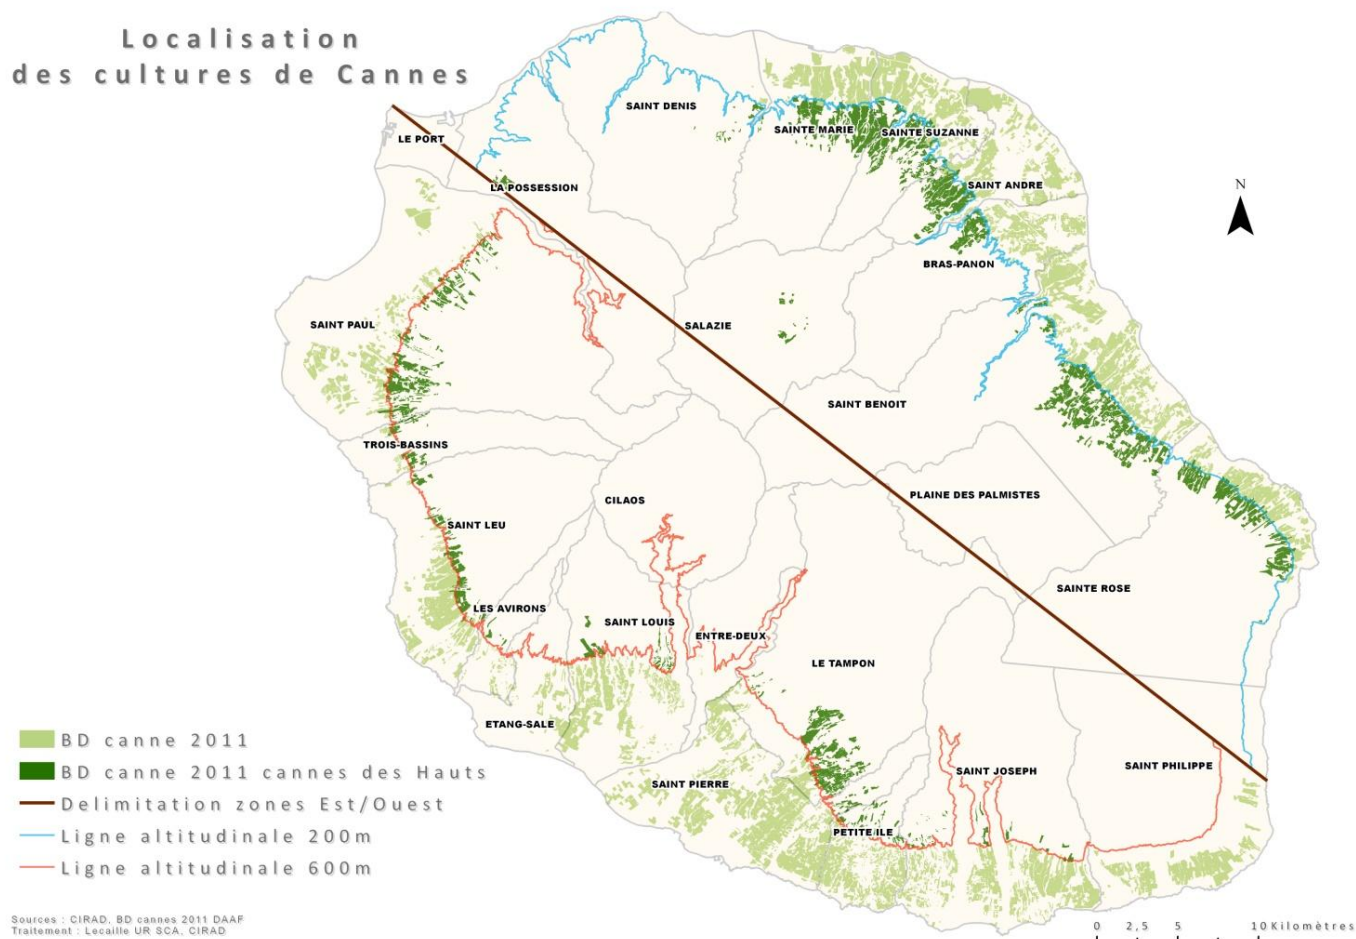 Localisation
des cultures de Cannes
SAINT DENIS
SAINTE MARIE
SAINTE SUZANNE
LE PORT
LA POSSESSION
SAINT ANDRE
N
BRAS-PANON
SAINT PAUL
SALAZIE
SAINT BENOIT
TROIS-BASSINS
CILAOS
PLAINE DES PALMISTES
SAINT LEU
SAINTE ROSE
LES AVIRONS
SAINT LOUIS
ENTRE-DEUX
LE TAMPON
ETANG-SALE
SAINT PIERRE
SAINT JOSEPH
SAINT PHILIPPE
PETITE ILE
BD canne 2011
BD canne 2011 cannes des Hauts
Delimitation zones Est/Ouest
Ligne altitudinale 200m
Ligne altitudinale 600m
Sources : CIRAD, BD cannes 2011 DAAF
Traitement : Lecaille UR SCA, CIRAD
0 2,5 5 10 Kilomètres